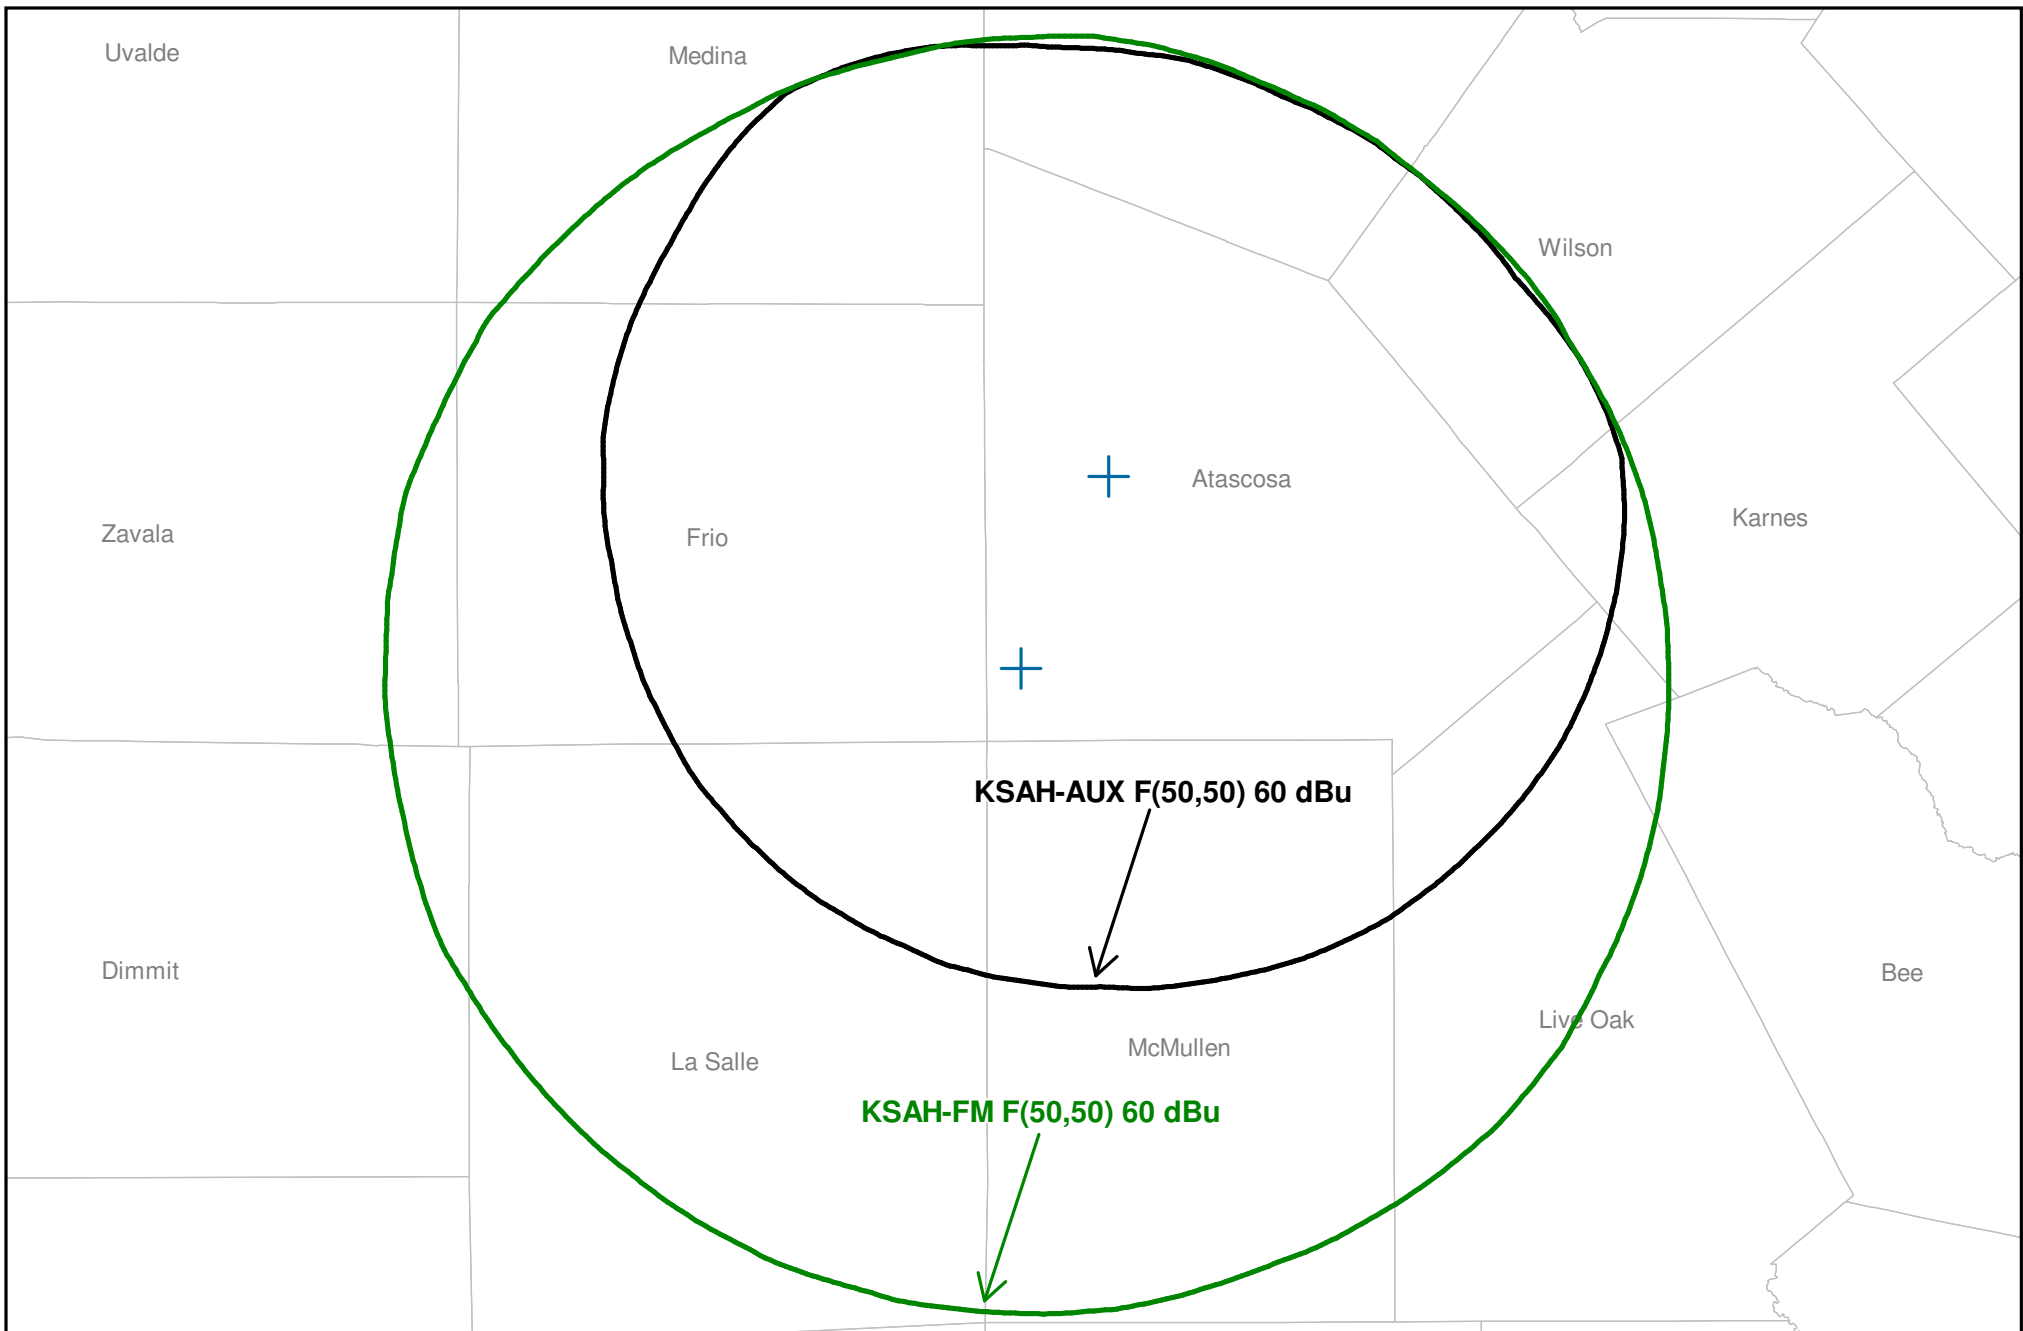 Uvalde
Medina
Wilson
Atascosa
Karnes
Zavala
Frio
KSAH-AUX F(50,50) 60 dBu
Dimmit
Bee
Live Oak
McMullen
La Salle
KSAH-FM F(50,50) 60 dBu